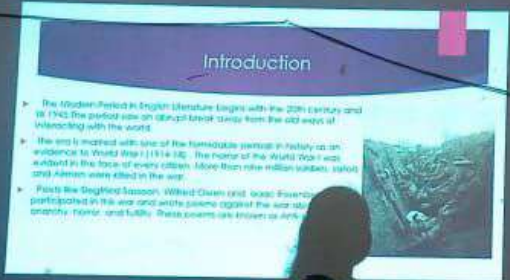 Introduction
The Modern Period in English Literature begins with the 20th century and
till 1945. The period saw an abrupt break away from the old ways of
interacting with the world.
The era is marked with one of the formidable periods in history as an
evidence to World War I (1914-18). The horror of the World War I was
evident in the face of every citizen. More than nine million soldiers, sailors
and Airmen were killed in the war.
Poets like Siegfried Sassoon, Wilfred Owen and Isaac
participated in the war and wrote poems against the war
anarchy, horror, and futility. These poems are known as